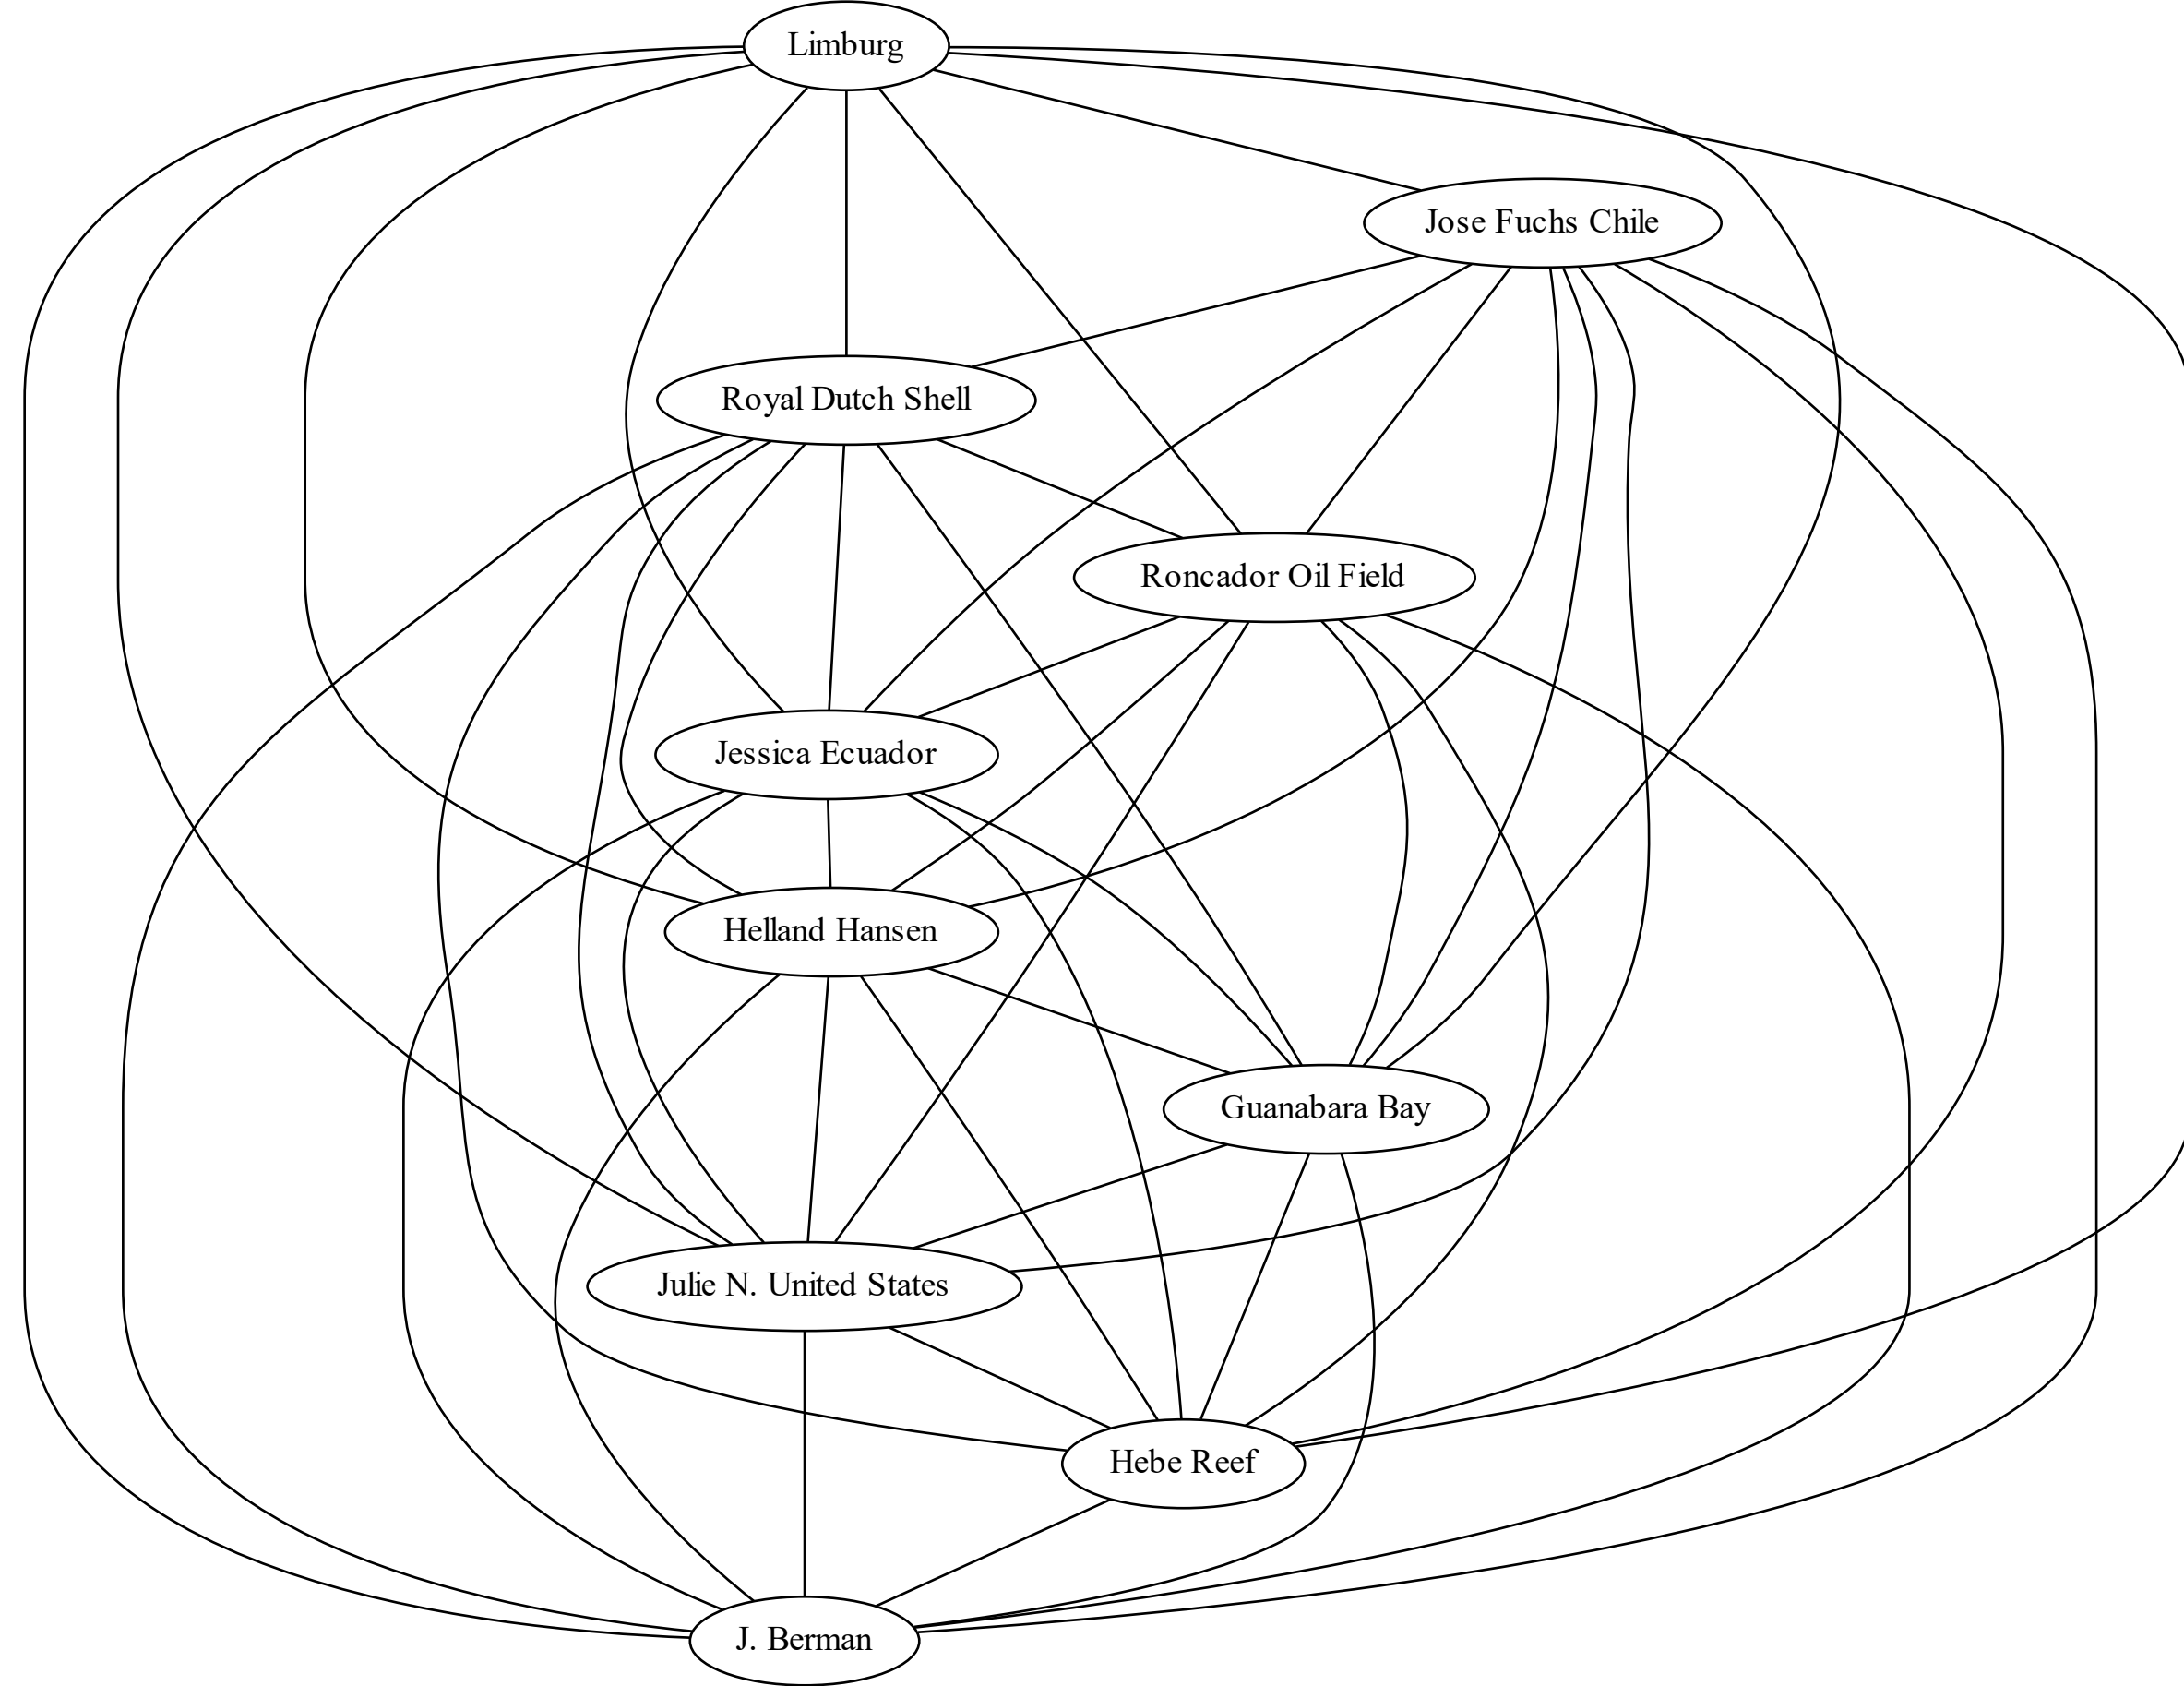 Limburg
Jose Fuchs Chile
Royal Dutch Shell
Roncador Oil Field
Jessica Ecuador
Helland Hansen
Guanabara Bay
Julie N. United States
Hebe Reef
J. Berman